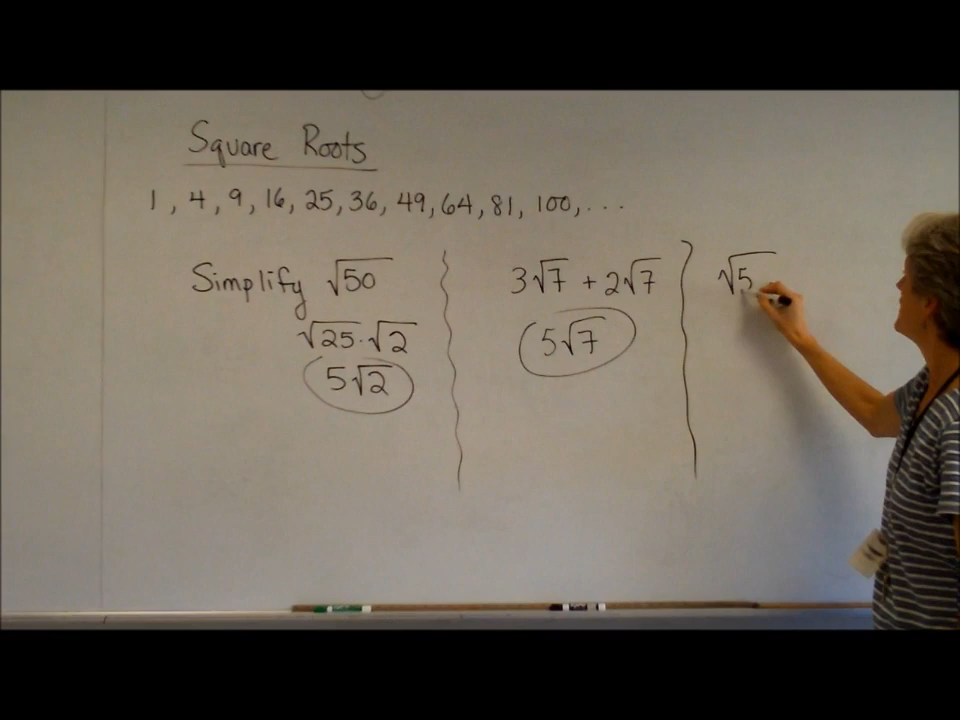 Square Roots
1, 4, 9, 16, 25, 36, 49, 64, 81, 100, ...
Simplify √50
√25·√2
5√2
3√7 + 2√7
5√7
√5